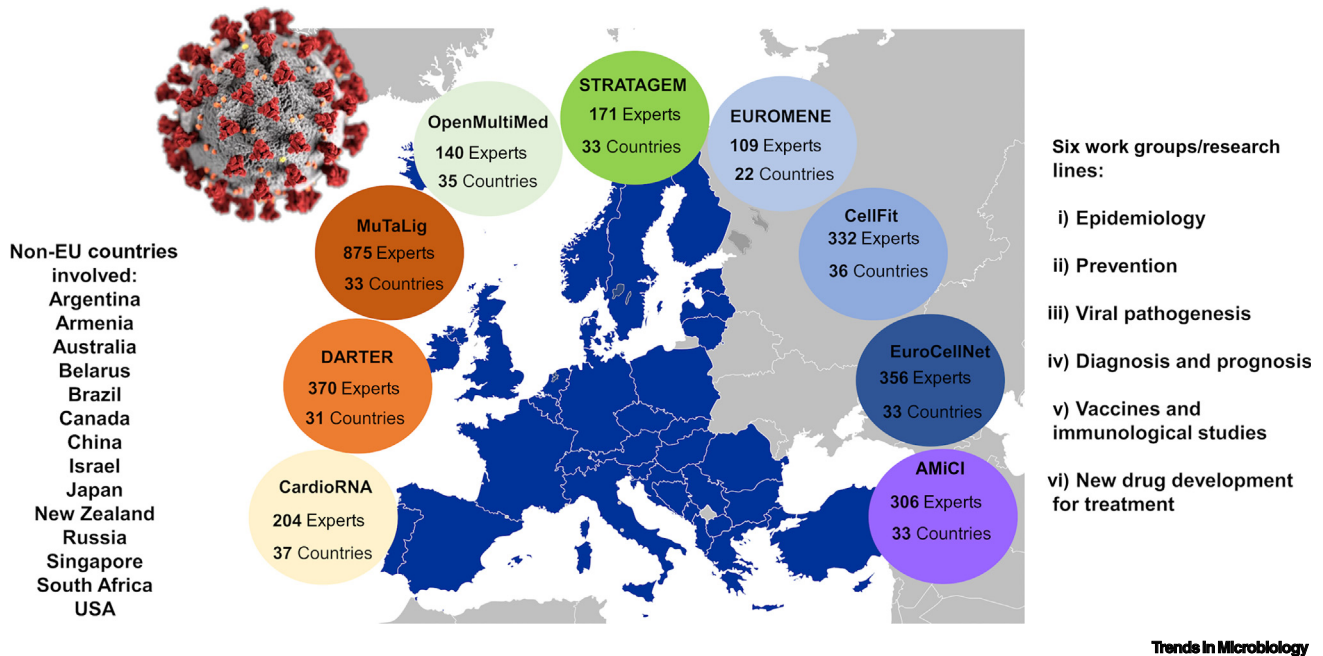 STRATAGEM
171 Experts
33 Countries
OpenMultiMed
140 Experts
35 Countries
EUROMENE
109 Experts
22 Countries
MuTaLig
875 Experts
33 Countries
CellFit
332 Experts
36 Countries
DARTER
370 Experts
31 Countries
EuroCellNet
356 Experts
33 Countries
CardioRNA
204 Experts
37 Countries
AMiCI
306 Experts
33 Countries
Non-EU countries
involved:
Argentina
Armenia
Australia
Belarus
Brazil
Canada
China
Israel
Japan
New Zealand
Russia
Singapore
South Africa
USA
Six work groups/research
lines:
i) Epidemiology
ii) Prevention
iii) Viral pathogenesis
iv) Diagnosis and prognosis
v) Vaccines and
immunological studies
vi) New drug development
for treatment
Trends in Microbiology